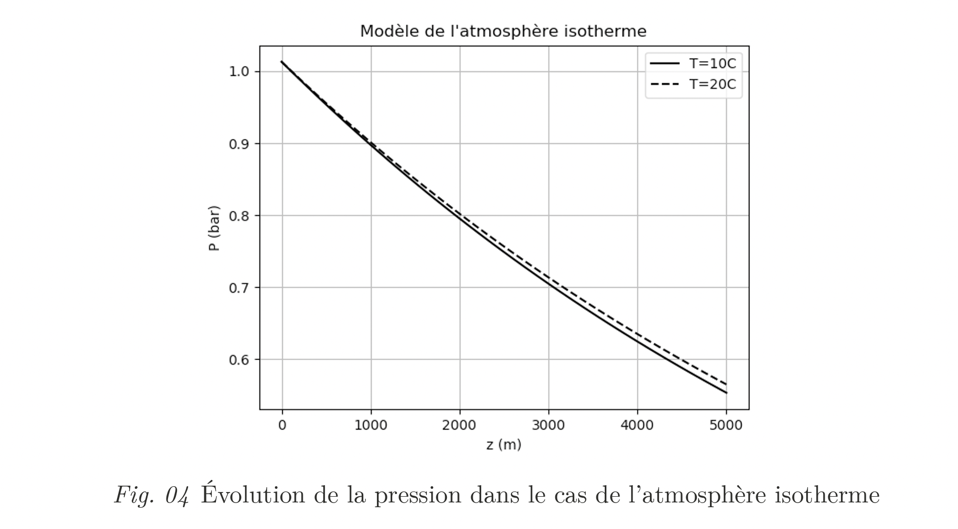 Modèle de l'atmosphère isotherme
T=10C
T=20C
1.0
0.9
0.8
0.7
0.6
P (bar)
0 1000 2000 3000 4000 5000
z (m)
Fig. 04 Évolution de la pression dans le cas de l'atmosphère isotherme